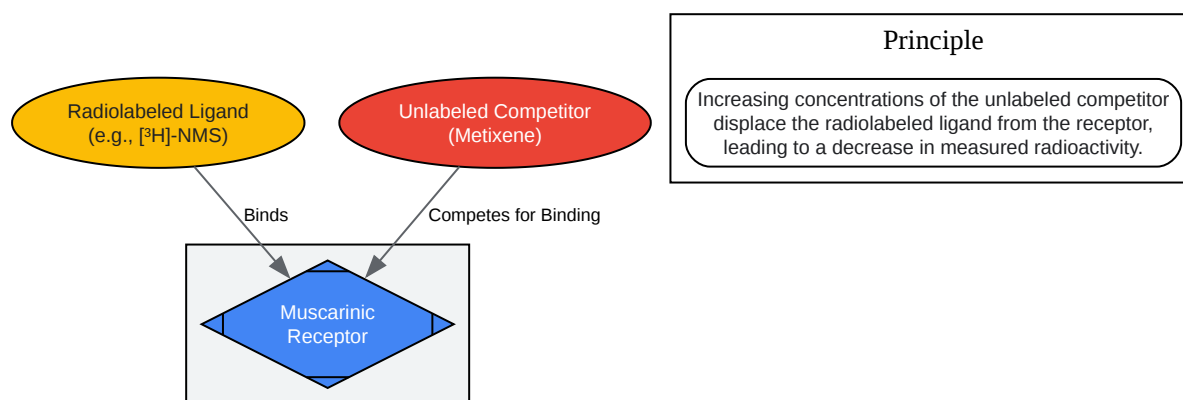 Principle
Radiolabeled Ligand
(e.g., [³H]-NMS)
Unlabeled Competitor
(Metixene)
Increasing concentrations of the unlabeled competitor
displace the radiolabeled ligand from the receptor,
leading to a decrease in measured radioactivity.
Binds
Competes for Binding
Muscarinic
Receptor